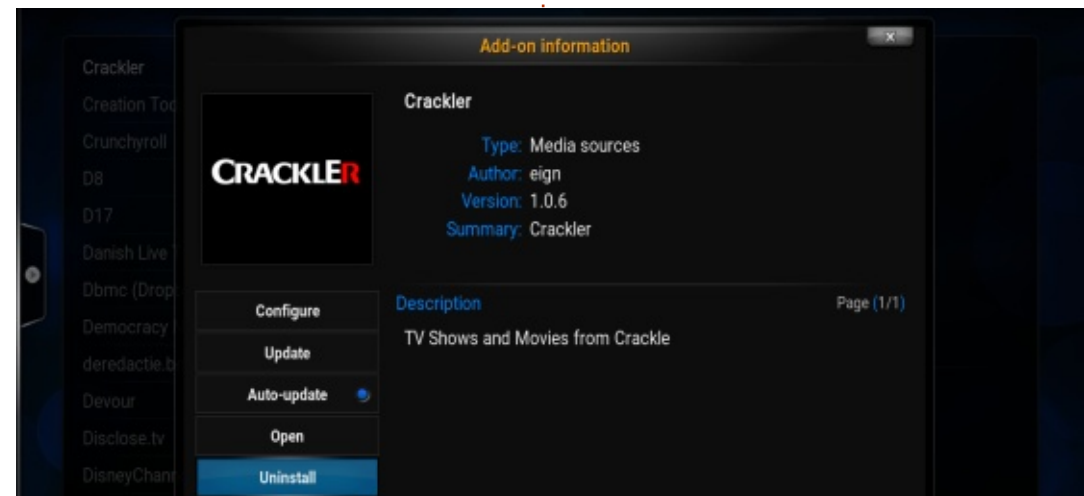 Add-on information
x
Crackler
Creation Too
Crunchyroll
D8
D17
Danish Live
Dbmc (Drop
Democracy
deredactie.b
Devour
Disclose.tv
DisneyChann
CRACKLER
Crackler
Type: Media sources
Author: eign
Version: 1.0.6
Summary: Crackler
Configure
Update
Auto-update
Open
Uninstall
Description
Page (1/1)
TV Shows and Movies from Crackle